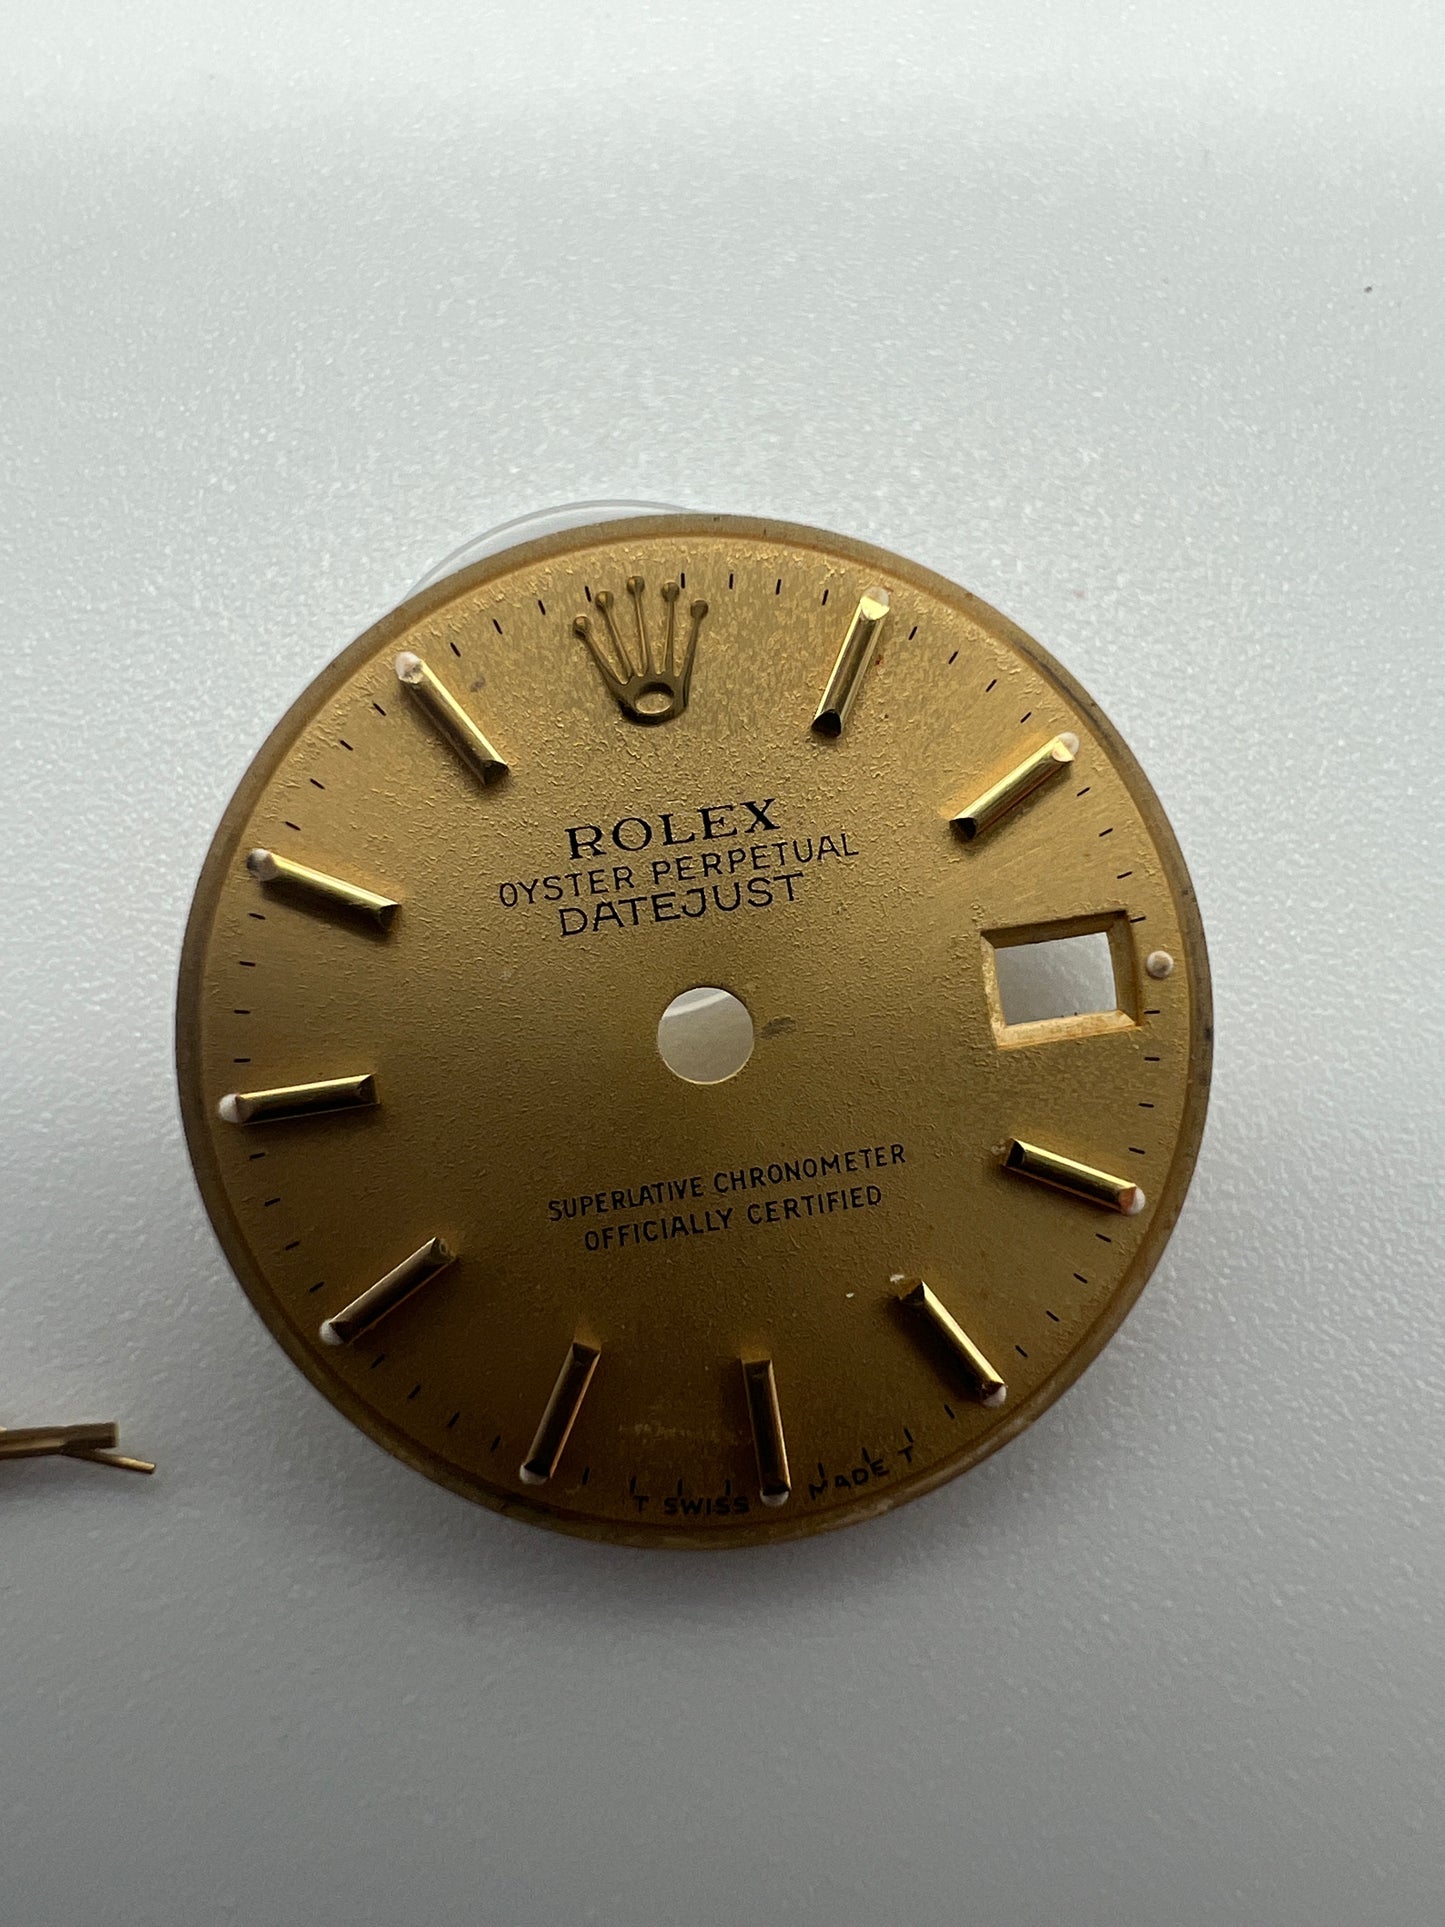 ROLEX
OYSTER PERPETUAL
DATEJUST
SUPERLATIVE CHRONOMETER
OFFICIALLY CERTIFIED
T SWISS MADE T